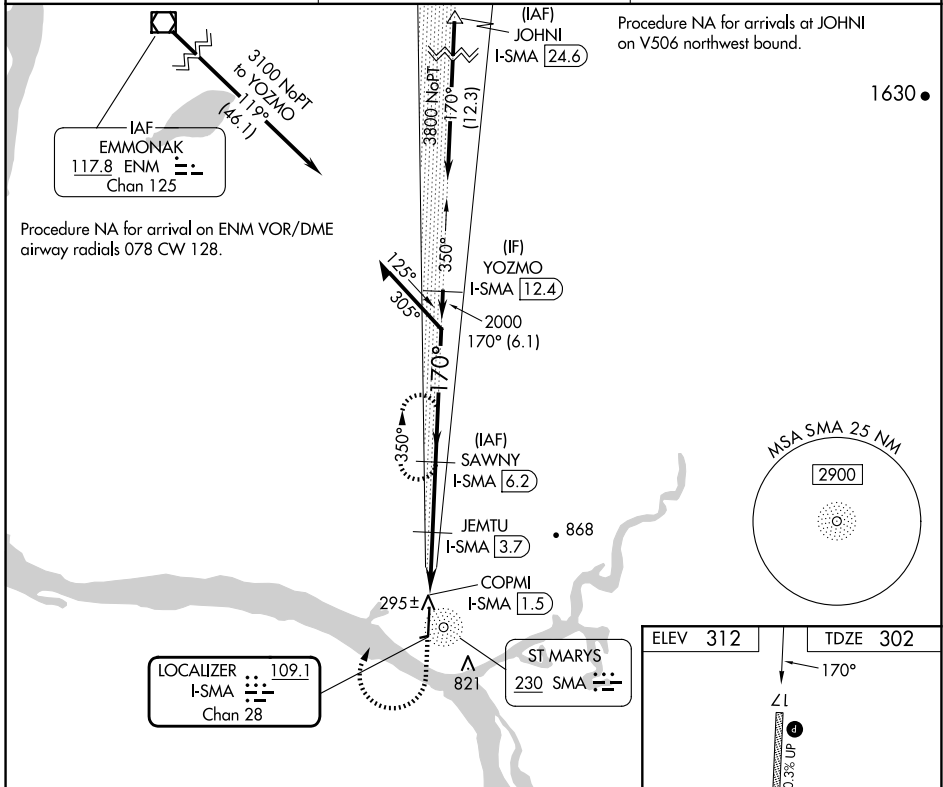 (IAF)
JOHNI
I-SMA 24.6
Procedure NA for arrivals at JOHNI
on V506 northwest bound.
3100 NoPT
to YOZMO
119°
(46.1)
3800 NoPT
170°
(12.3)
1630
IAF
EMMONAK
117.8 ENM
Chan 125
Procedure NA for arrival on ENM VOR/DME
airway radials 078 CW 128.
350°
(IF)
YOZMO
I-SMA 12.4
125°
305°
2000
170° (6.1)
170°
350°
(IAF)
SAWNY
I-SMA 6.2
MSA SMA 25 NM
2900
JEMTU
I-SMA 3.7
868
COPMI
I-SMA 1.5
295±
LOCALIZER 109.1
I-SMA
Chan 28
821
ST MARYS
230 SMA
ELEV 312
TDZE 302
170°
17
P
0.3% UP